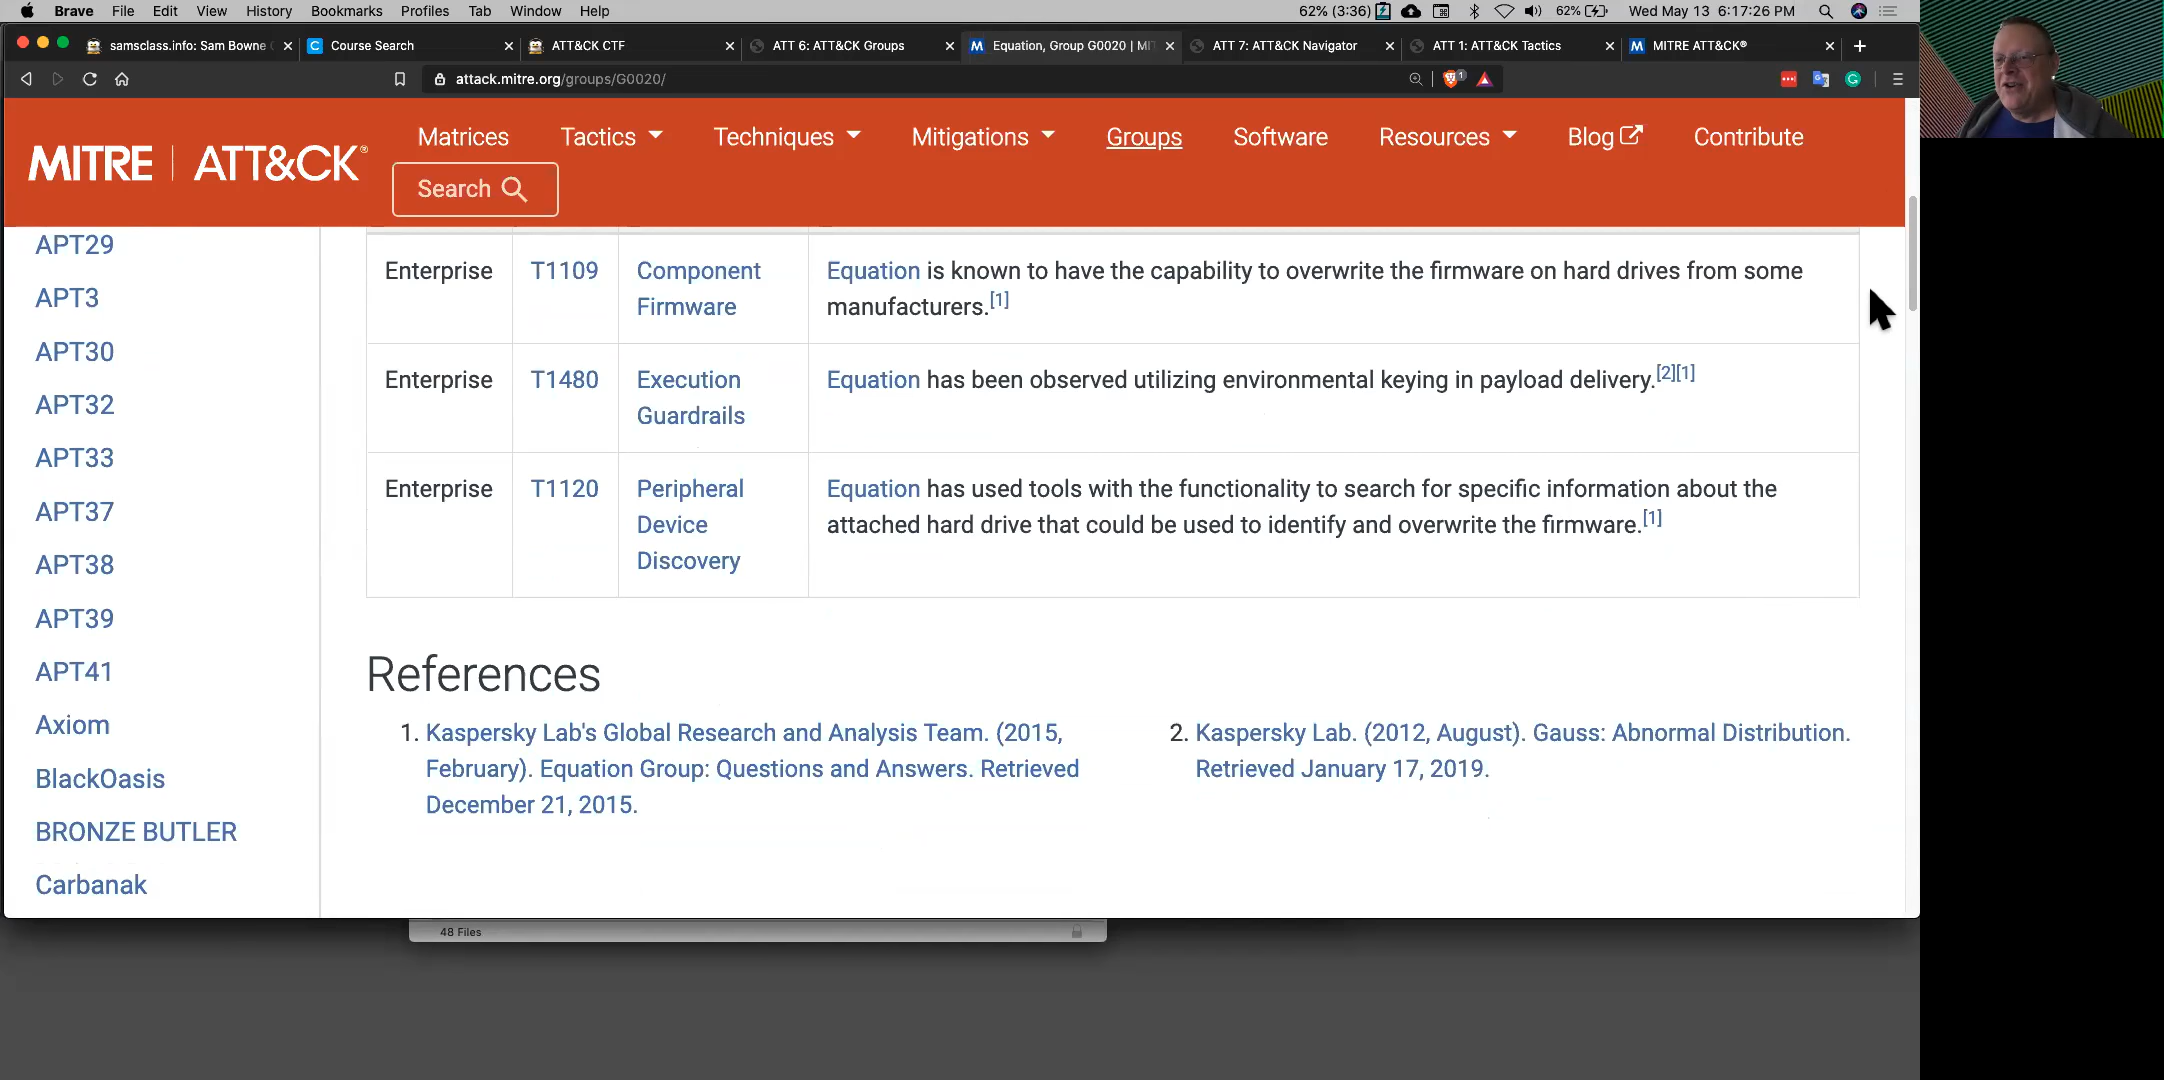 Brave File Edit View History Bookmarks Profiles Tab Window Help 62% (3:36) 62% Wed May 13 6:17:26 PM
samsclass.info: Sam Bowne Course Search ATT&CK CTF ATT 6: ATT&CK Groups Equation, Group G0020 | MIT ATT 7: ATT&CK Navigator ATT 1: ATT&CK Tactics MITRE ATT&CK®
attack.mitre.org/groups/G0020/
MITRE | ATT&CK®
Matrices Tactics Techniques Mitigations Groups Software Resources Blog Contribute
Search
APT29
APT3
APT30
APT32
APT33
APT37
APT38
APT39
APT41
Axiom
BlackOasis
BRONZE BUTLER
Carbanak
Enterprise T1109 Component Equation is known to have the capability to overwrite the firmware on hard drives from some
Firmware manufacturers.[1]
Enterprise T1480 Execution Equation has been observed utilizing environmental keying in payload delivery.[2][1]
Guardrails
Enterprise T1120 Peripheral Equation has used tools with the functionality to search for specific information about the
Device attached hard drive that could be used to identify and overwrite the firmware.[1]
Discovery
References
1. Kaspersky Lab's Global Research and Analysis Team. (2015,
February). Equation Group: Questions and Answers. Retrieved
December 21, 2015.
2. Kaspersky Lab. (2012, August). Gauss: Abnormal Distribution.
Retrieved January 17, 2019.
48 Files